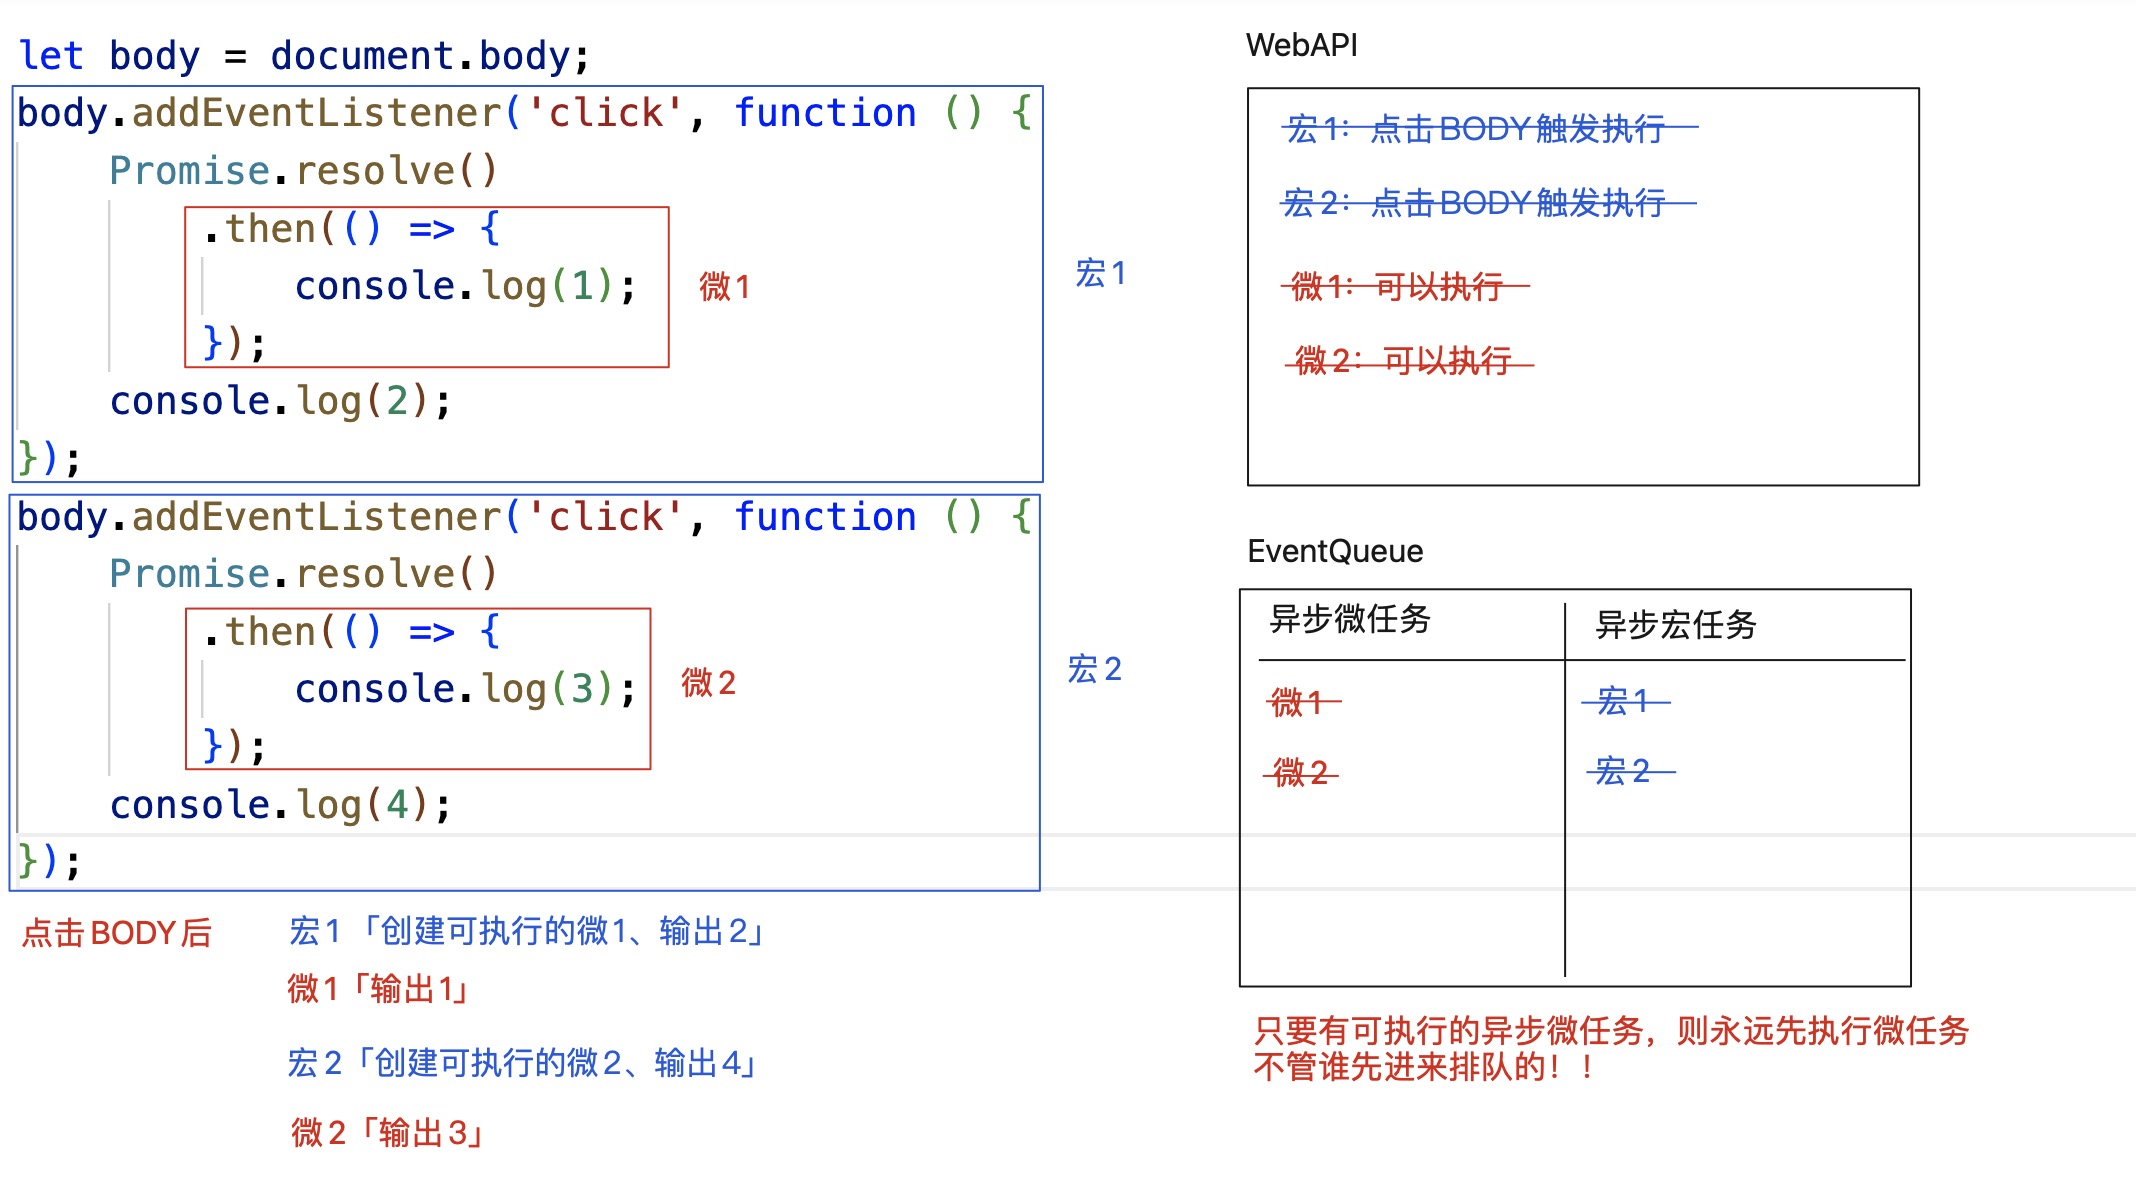 let body = document.body;
body.addEventListener('click', function () {
Promise.resolve()
.then(() => {
console.log(1);
});
console.log(2);
});
微1
宏1
body.addEventListener('click', function () {
Promise.resolve()
.then(() => {
console.log(3);
});
console.log(4);
});
微2
宏2
点击BODY后
宏1「创建可执行的微1、输出2」
微1「输出1」
宏2「创建可执行的微2、输出4」
微2「输出3」
WebAPI
宏1：点击BODY触发执行
宏2：点击BODY触发执行
微1：可以执行
微2：可以执行
EventQueue
异步微任务 异步宏任务
微1 宏1
微2 宏2
只要有可执行的异步微任务，则永远先执行微任务
不管谁先进来排队的！！